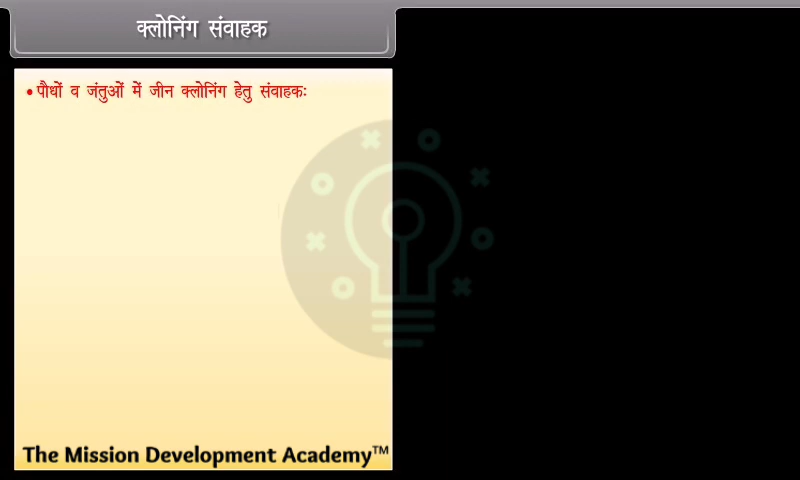 क्लोनिंग संवाहक
• पौधों व जंतुओं में जीन क्लोनिंग हेतु संवाहकः
The Mission Development Academy™